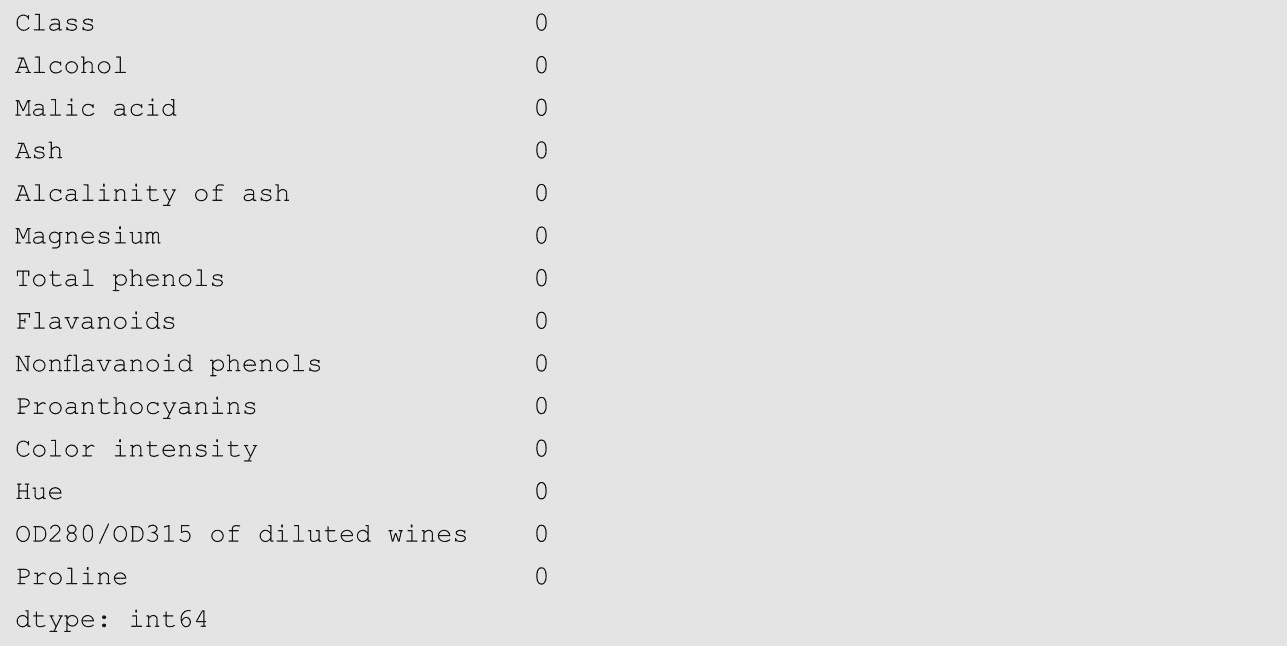 Class                           0
Alcohol                         0
Malic acid                      0
Ash                             0
Alcalinity of ash               0
Magnesium                       0
Total phenols                   0
Flavanoids                      0
Nonflavanoid phenols            0
Proanthocyanins                 0
Color intensity                 0
Hue                             0
OD280/OD315 of diluted wines    0
Proline                         0
dtype: int64